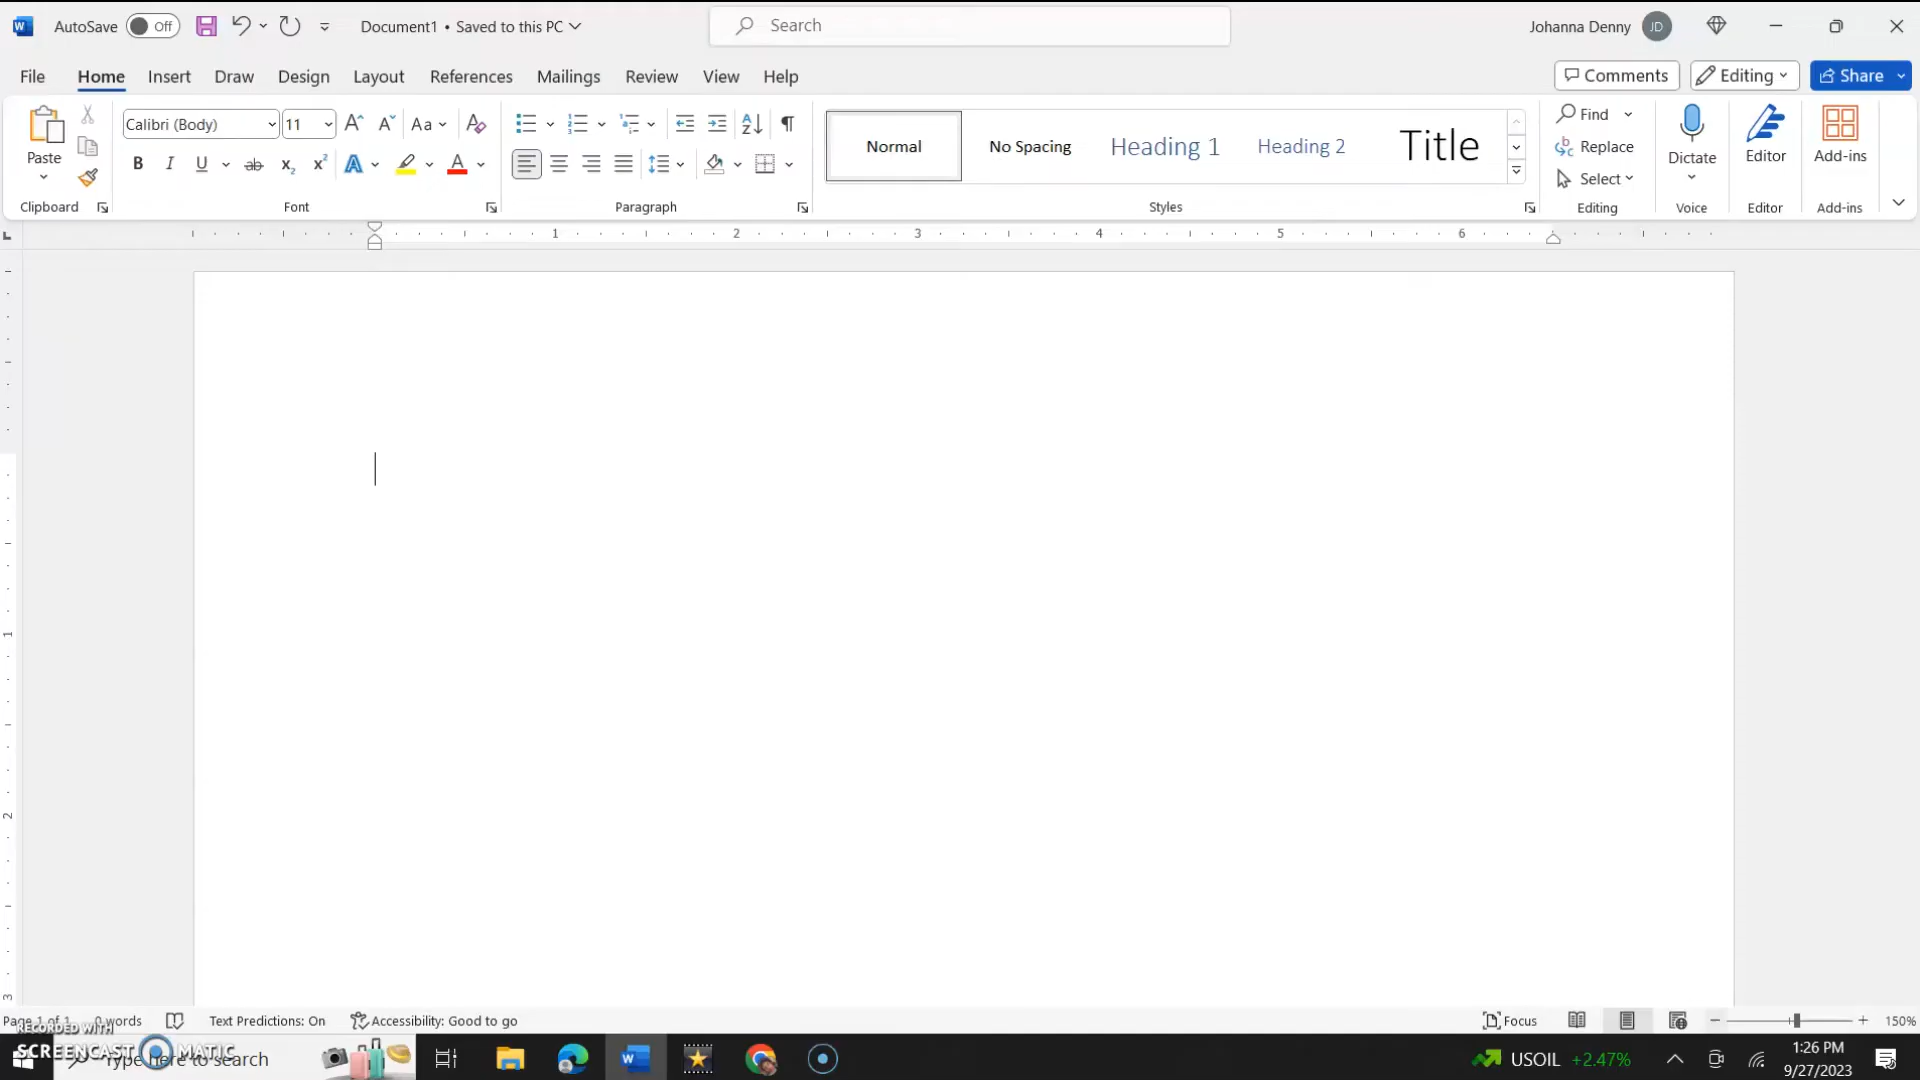 AutoSave Off Document1 • Saved to this PC Search Johanna Denny JD
File Home Insert Draw Design Layout References Mailings Review View Help Comments Editing Share
Paste Calibri (Body) 11 Aa Normal No Spacing Heading 1 Heading 2 Title Find Replace Select Dictate Editor Add-ins
Clipboard Font Paragraph Styles Editing Voice Editor Add-ins
1 2 3 4 5 6
1
2
3
Page 1 of 1 0 words Text Predictions: On Accessibility: Good to go Focus 150%
RECORDED WITH
SCREENCAST MATIC
Type here to search USOIL +2.47% 1:26 PM
9/27/2023